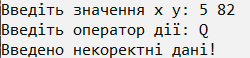 Введіть значення x y: 5 82
Введіть оператор дії: Q
Введено некоректні дані!